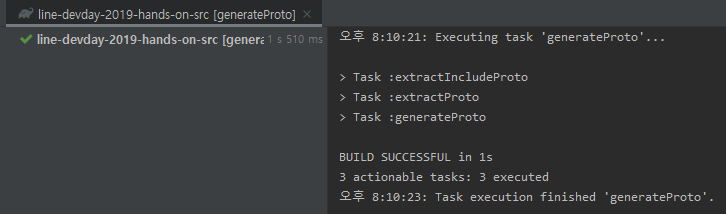 line-devday-2019-hands-on-src [generateProto]
line-devday-2019-hands-on-src [genera 1 s 510 ms
오후 8:10:21: Executing task 'generateProto'...
> Task :extractIncludeProto
> Task :extractProto
> Task :generateProto
BUILD SUCCESSFUL in 1s
3 actionable tasks: 3 executed
오후 8:10:23: Task execution finished 'generateProto'.